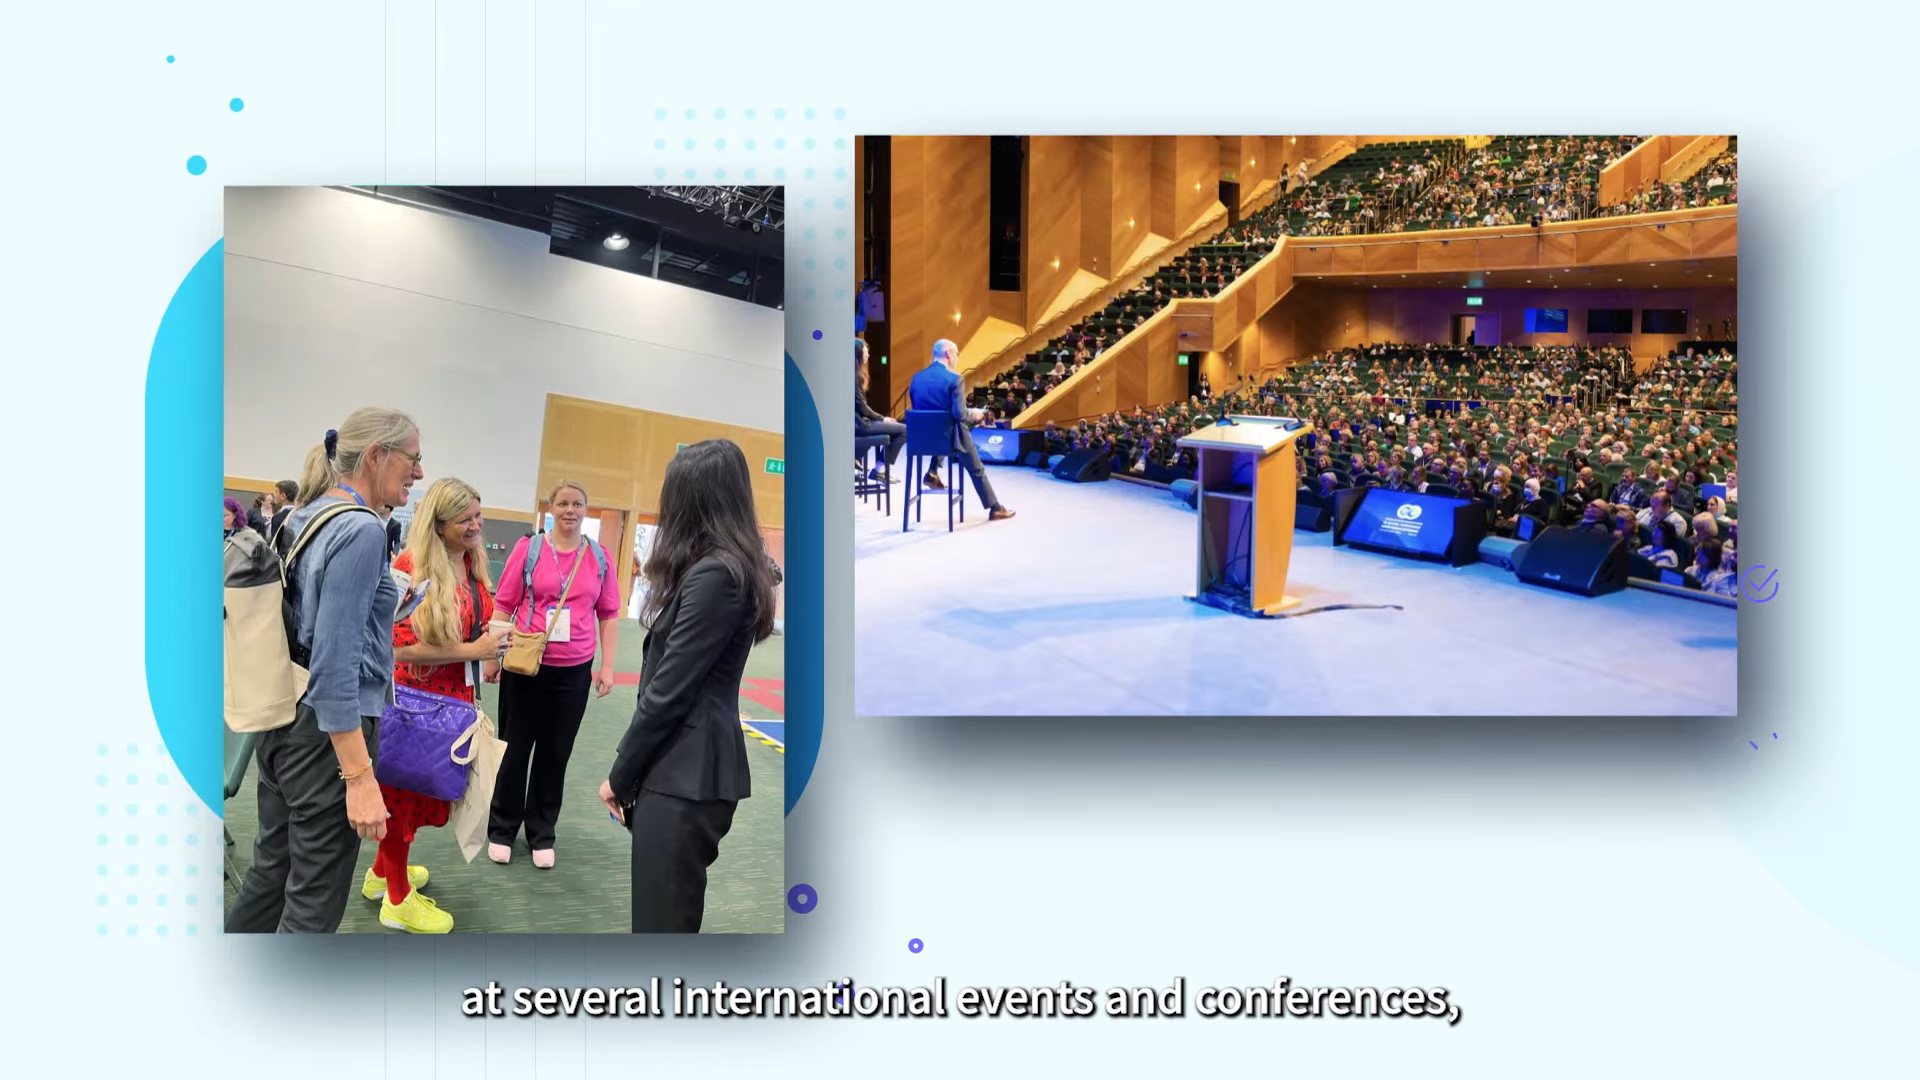 at several international events and conferences,